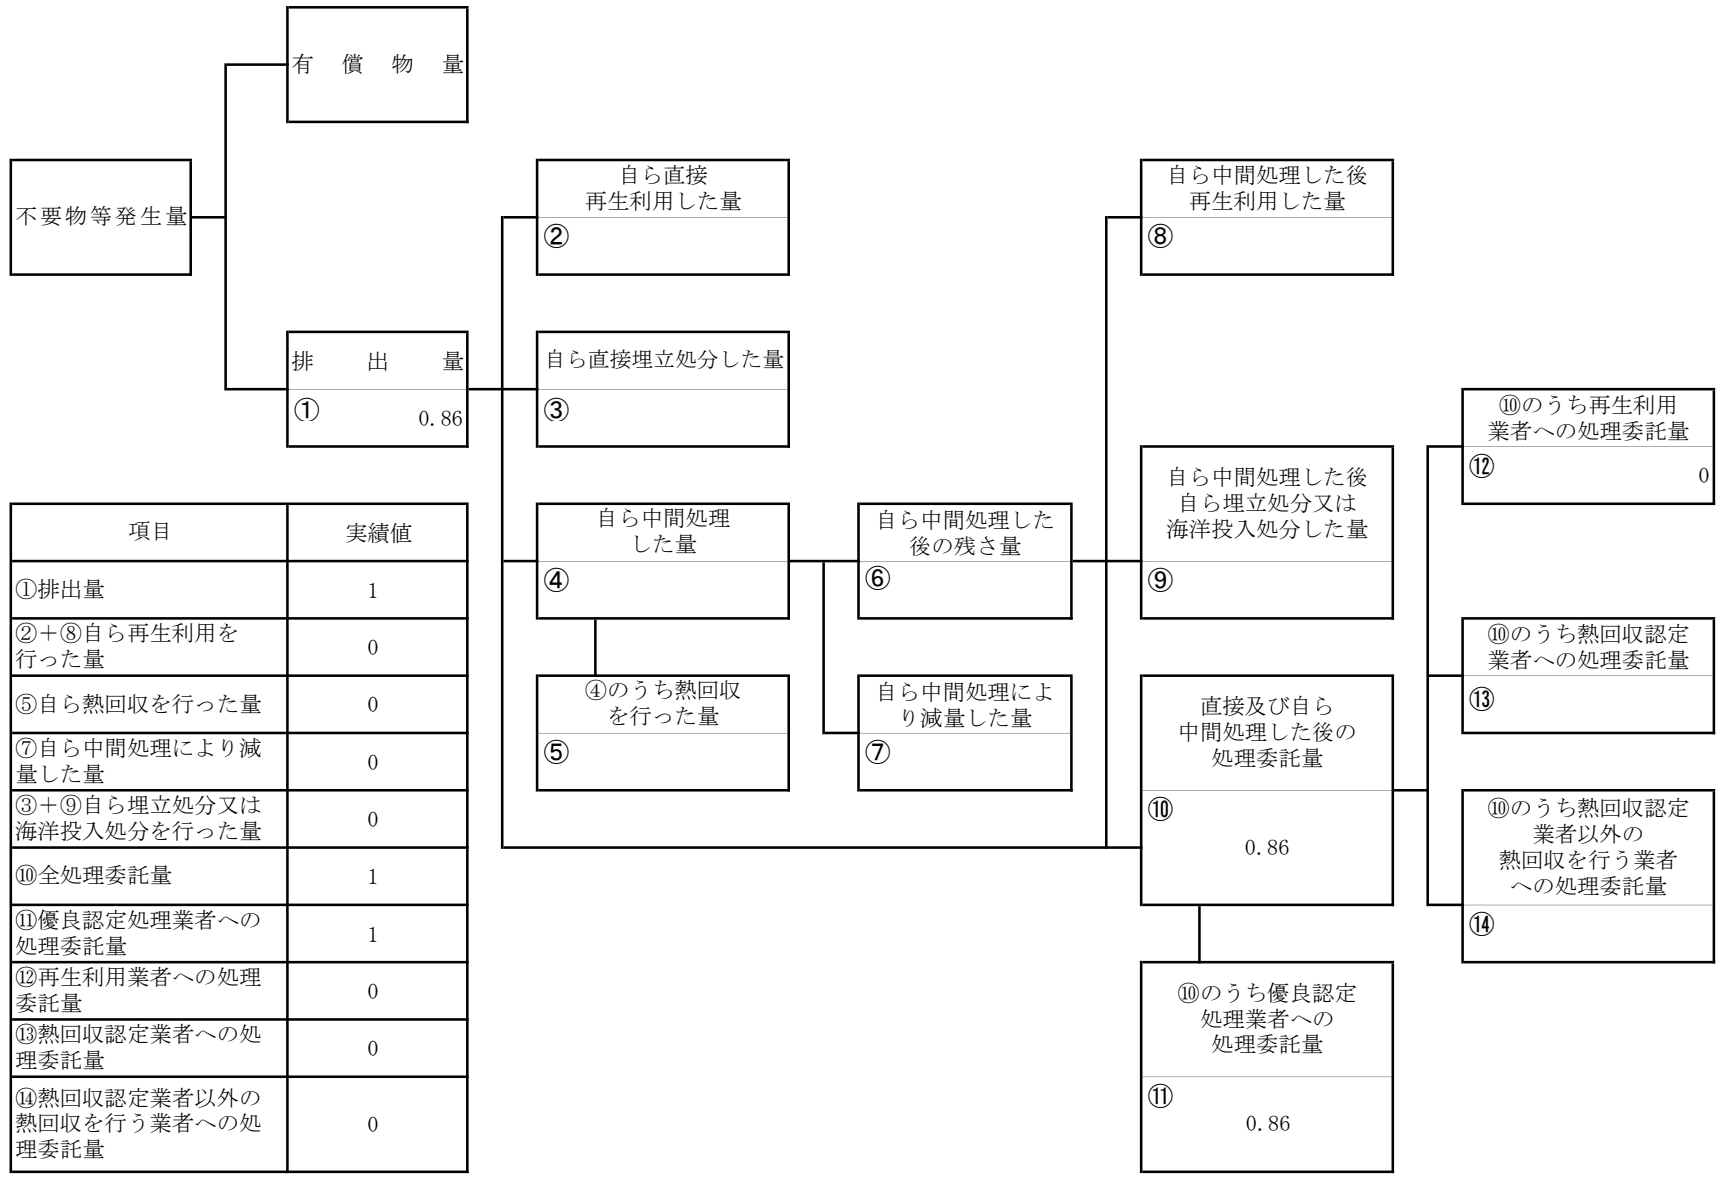 有償物量
不要物等発生量
排出量
①
0.86
自ら直接
再生利用した量
②
自ら直接埋立処分した量
③
自ら中間処理
した量
④
④のうち熱回収
を行った量
⑤
自ら中間処理した
後の残さ量
⑥
自ら中間処理によ
り減量した量
⑦
自ら中間処理した後
再生利用した量
⑧
自ら中間処理した後
自ら埋立処分又は
海洋投入処分した量
⑨
直接及び自ら
中間処理した後の
処理委託量
⑩
0.86
⑩のうち優良認定
処理業者への
処理委託量
⑪
0.86
⑩のうち再生利用
業者への処理委託量
⑫
0
⑩のうち熱回収認定
業者への処理委託量
⑬
⑩のうち熱回収認定
業者以外の
熱回収を行う業者
への処理委託量
⑭
項目 実績値
①排出量 1
②+⑧自ら再生利用を
行った量 0
⑤自ら熱回収を行った量 0
⑦自ら中間処理により減
量した量 0
③+⑨自ら埋立処分又は
海洋投入処分を行った量 0
⑩全処理委託量 1
⑪優良認定処理業者への
処理委託量 1
⑫再生利用業者への処理
委託量 0
⑬熱回収認定業者への処
理委託量 0
⑭熱回収認定業者以外の
熱回収を行う業者への処
理委託量 0